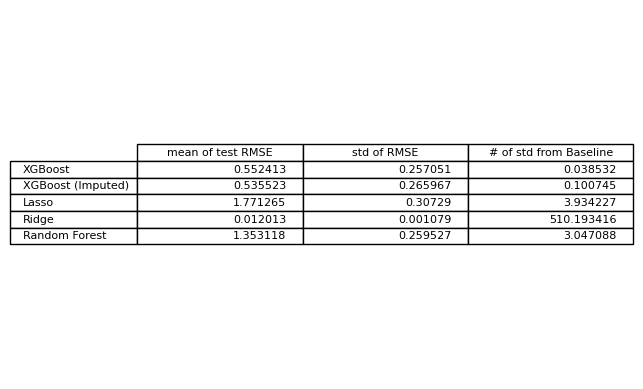 mean of test RMSE std of RMSE # of std from Baseline
XGBoost 0.552413 0.257051 0.038532
XGBoost (Imputed) 0.535523 0.265967 0.100745
Lasso 1.771265 0.30729 3.934227
Ridge 0.012013 0.001079 510.193416
Random Forest 1.353118 0.259527 3.047088